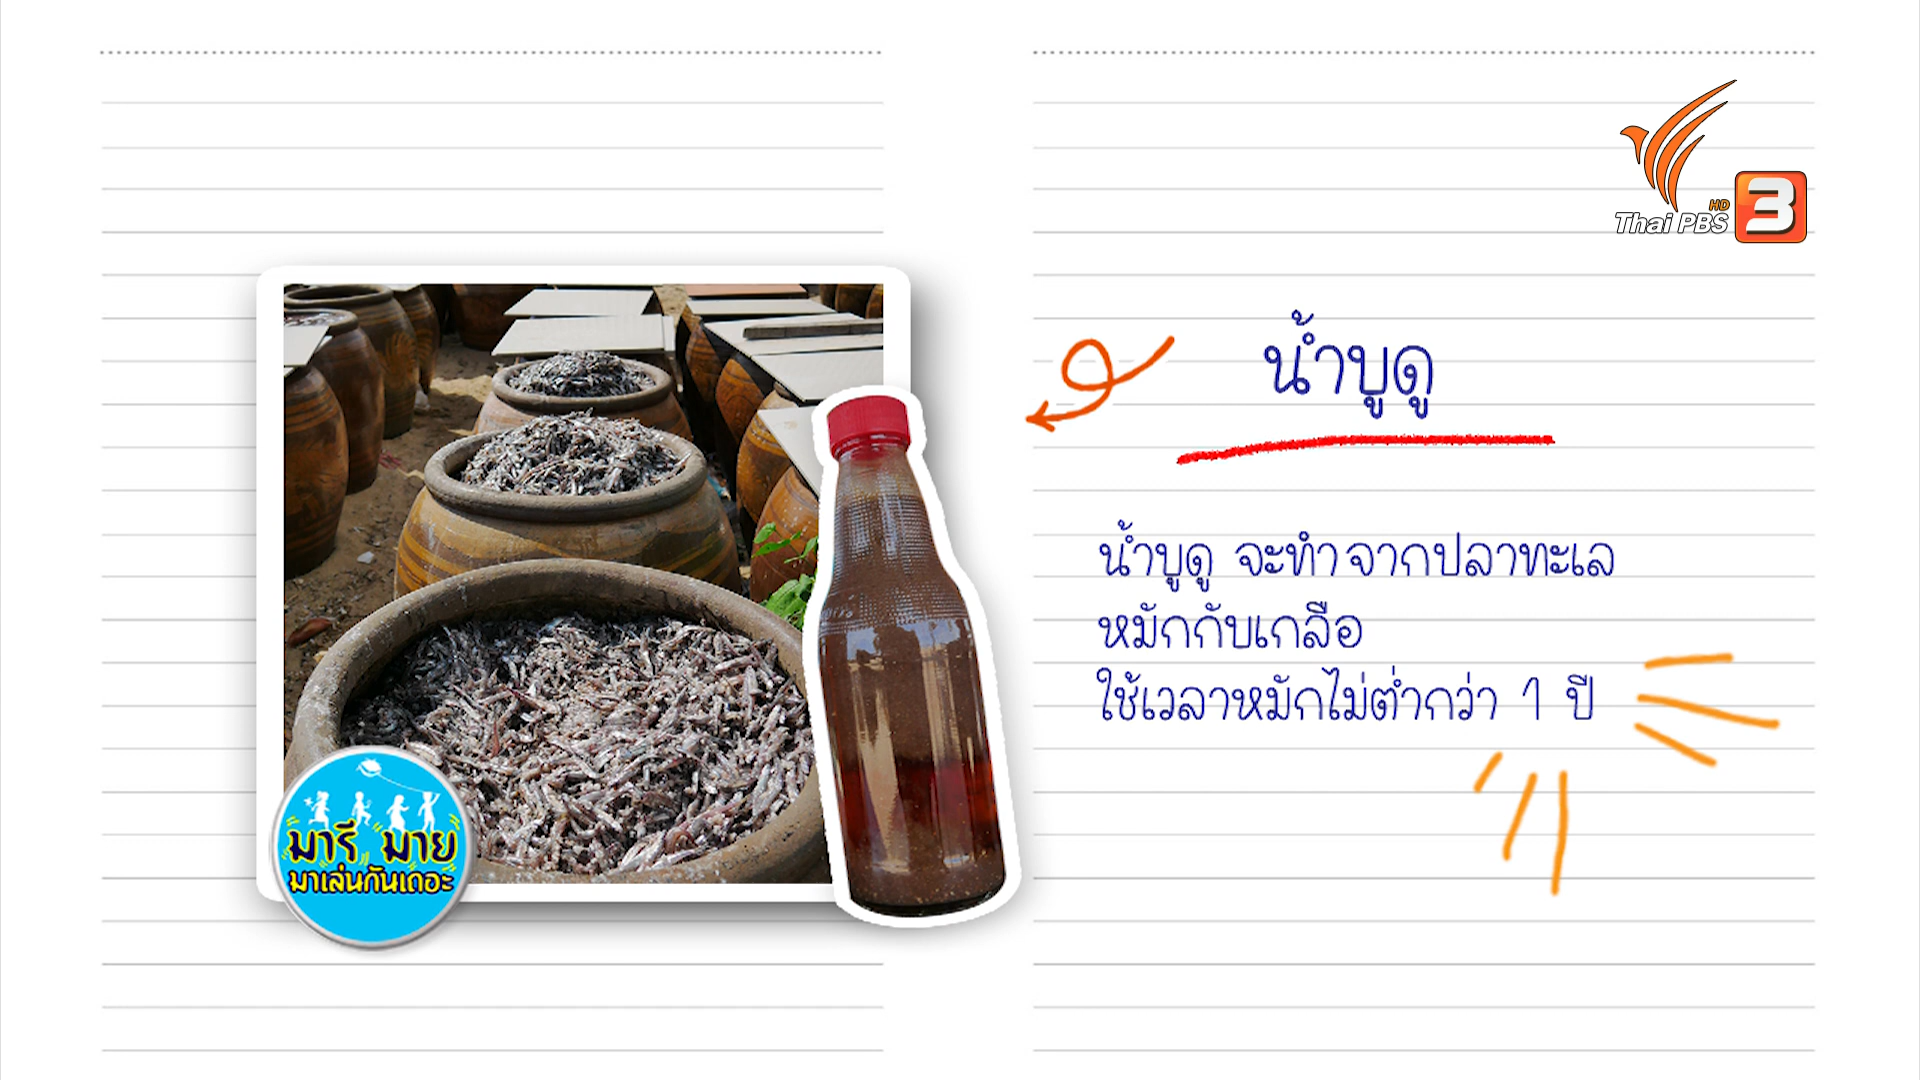 HD
Thai PBS 3
น้ำบูดู
น้ำบูดู จะทำจากปลาทะเล
หมักกับเกลือ
ใช้เวลาหมักไม่ต่ำกว่า 1 ปี
มารี มาย
มาเล่นกันเถอะ